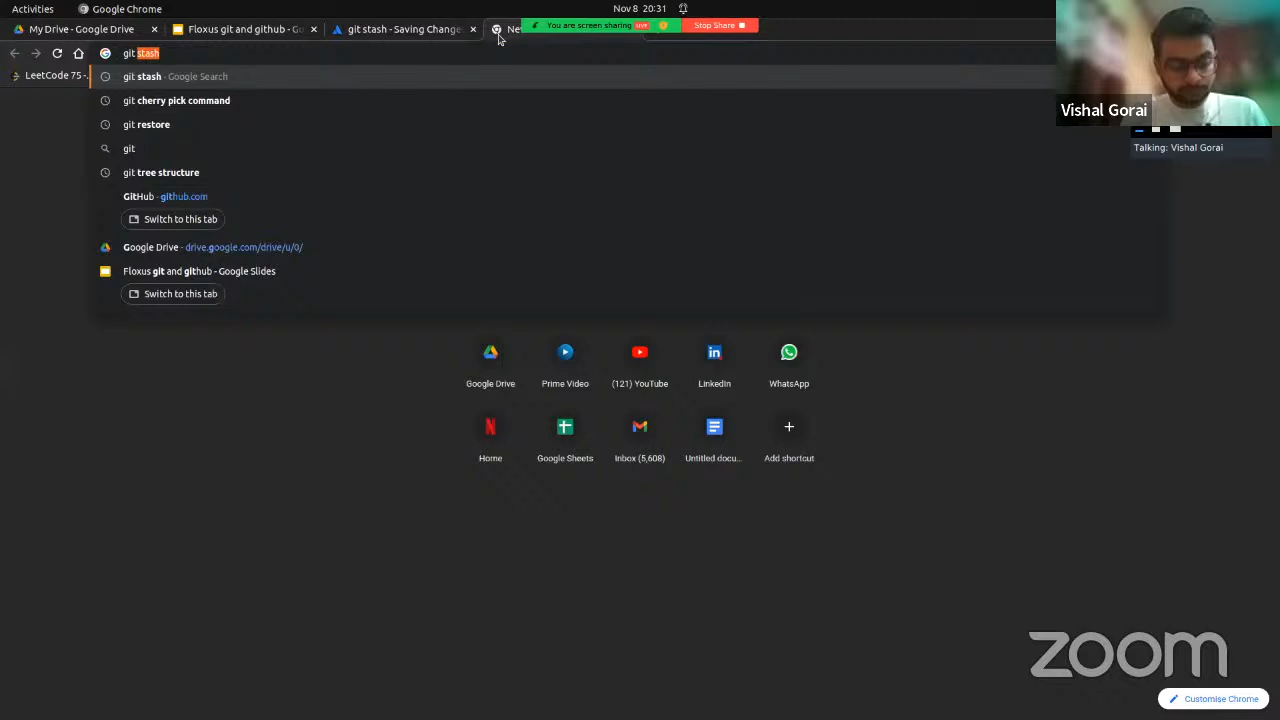 Activities Google Chrome Nov 8 20:31
My Drive - Google Drive Floxus git and github - Go git stash - Saving Change Ne You are screen sharing LIVE Stop Share
git stash
LeetCode 75 -
git stash - Google Search
git cherry pick command
git restore
git
git tree structure
GitHub - github.com
Switch to this tab
Google Drive - drive.google.com/drive/u/0/
Floxus git and github - Google Slides
Switch to this tab
Vishal Gorai
Talking: Vishal Gorai
Google Drive Prime Video (121) YouTube LinkedIn WhatsApp
Home Google Sheets Inbox (5,608) Untitled docu... Add shortcut
zoom
Customise Chrome